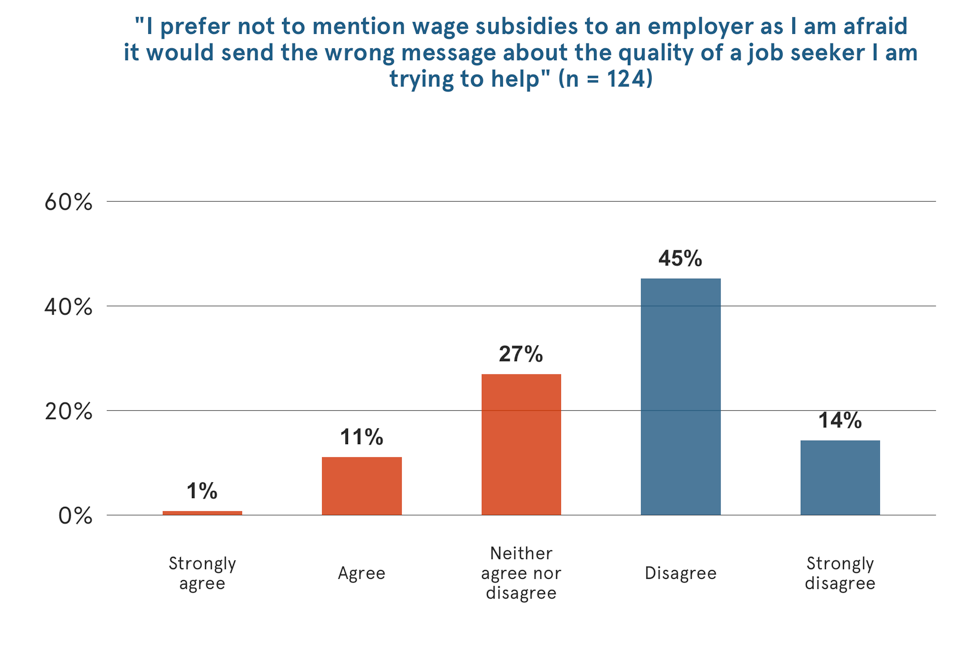 "I prefer not to mention wage subsidies to an employer as I am afraid
it would send the wrong message about the quality of a job seeker I am
trying to help" (n = 124)
60%
40%
20%
0%
1%
11%
27%
45%
14%
Strongly
agree
Agree
Neither
agree nor
disagree
Disagree
Strongly
disagree